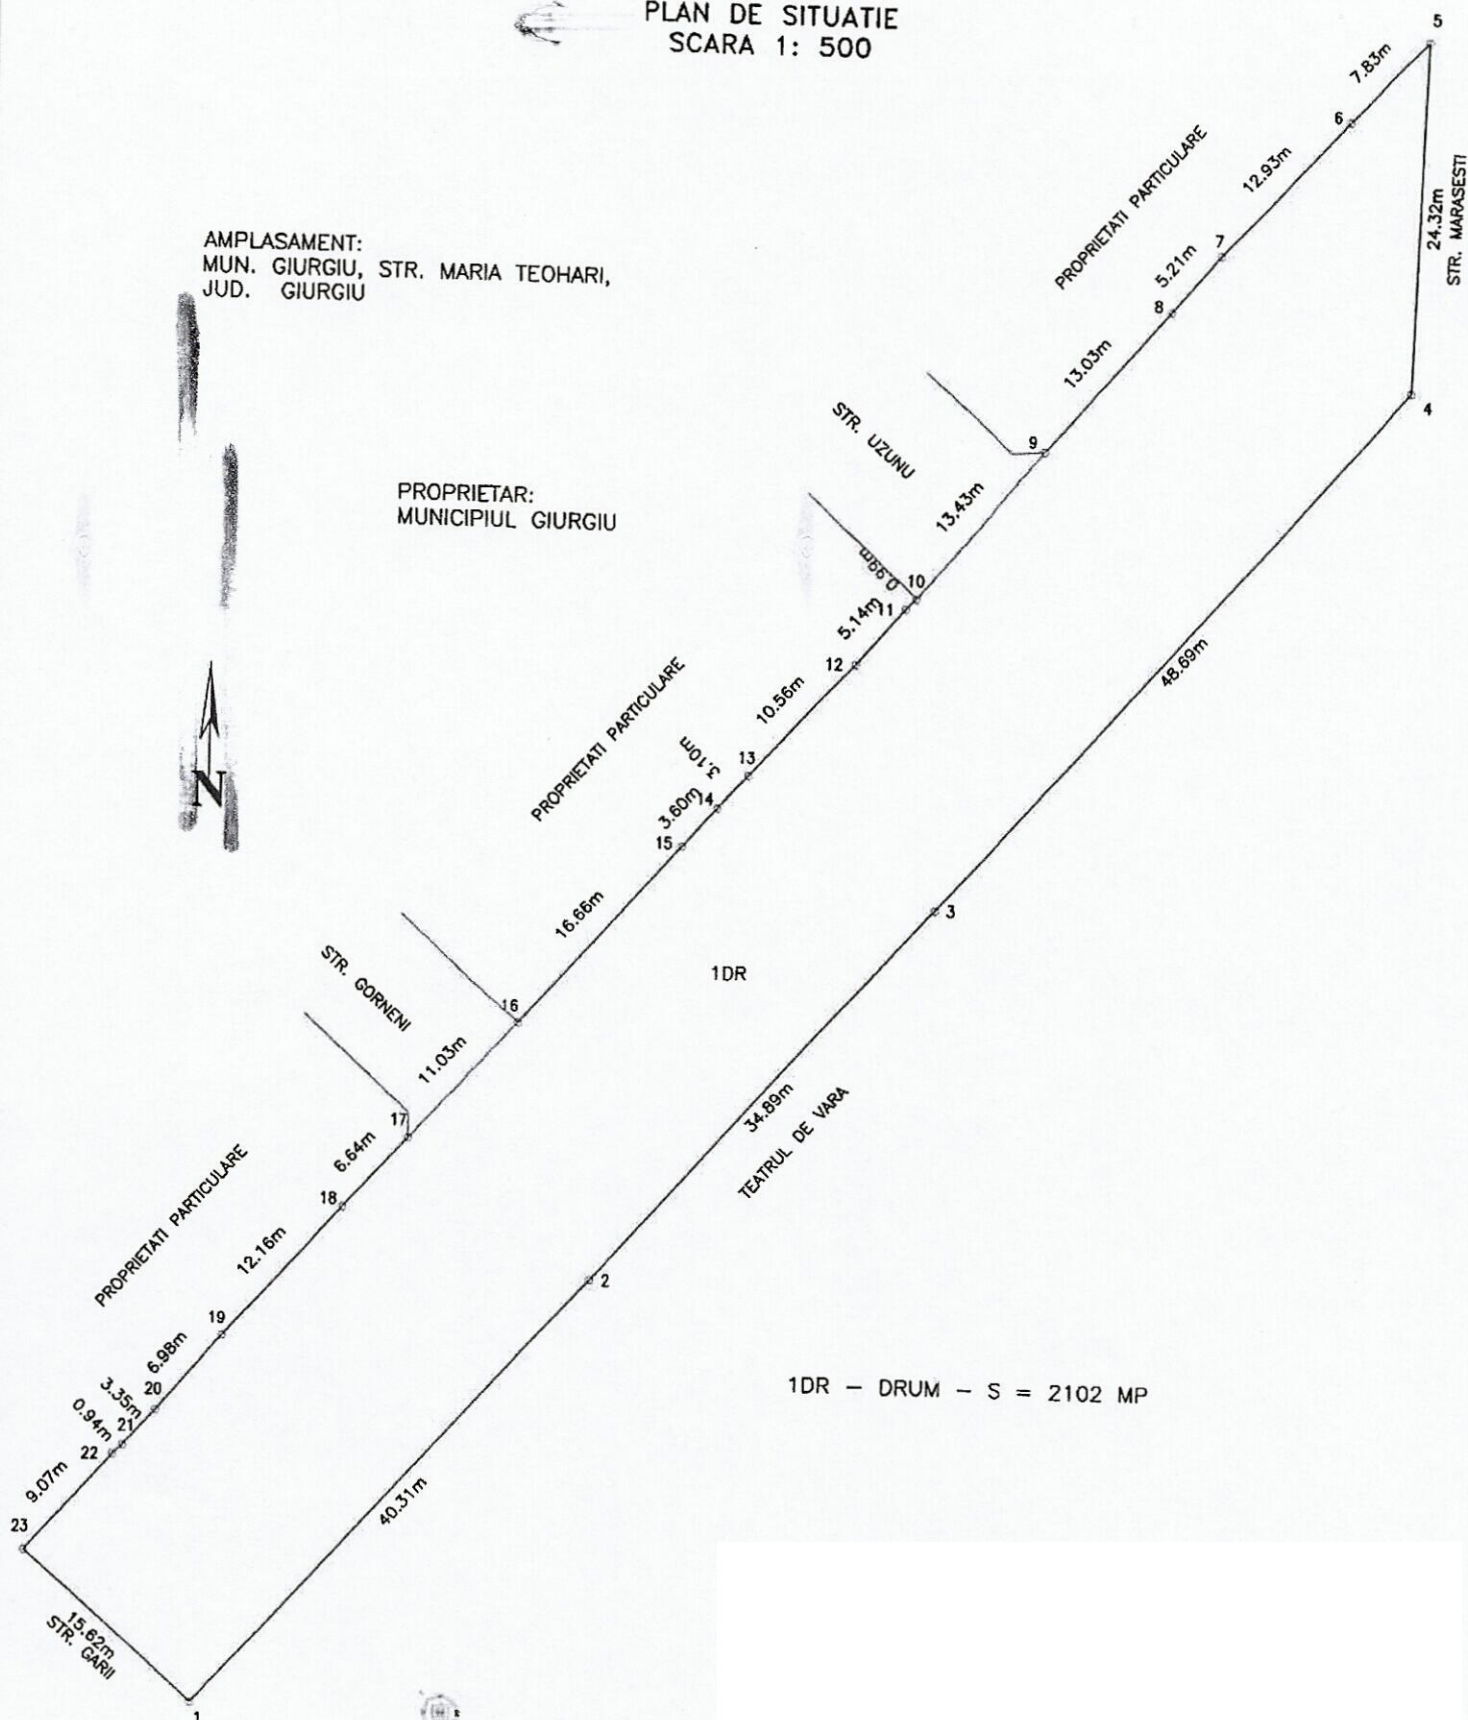 PLAN DE SITUATIE
SCARA 1: 500
5
7.83m
6
12.93m
PROPRIETATI PARTICULARE
24.32m
STR. MARASESTI
7
5.21m
8
AMPLASAMENT:
MUN. GIURGIU, STR. MARIA TEOHARI,
JUD. GIURGIU
13.03m
4
STR. UZUNU
9
13.43m
PROPRIETAR:
MUNICIPIUL GIURGIU
0.99m
10
11
5.14m
12
48.69m
PROPRIETATI PARTICULARE
10.56m
3.10m
13
N
3.60m
14
15
16.66m
3
STR. GORNENI
1DR
16
11.03m
34.89m
TEATRUL DE VARA
17
6.64m
PROPRIETATI PARTICULARE
18
12.16m
2
19
6.98m
3.35m
20
0.94m
21
22
1DR - DRUM - S = 2102 MP
9.07m
40.31m
23
15.62m
STR. GARII
1